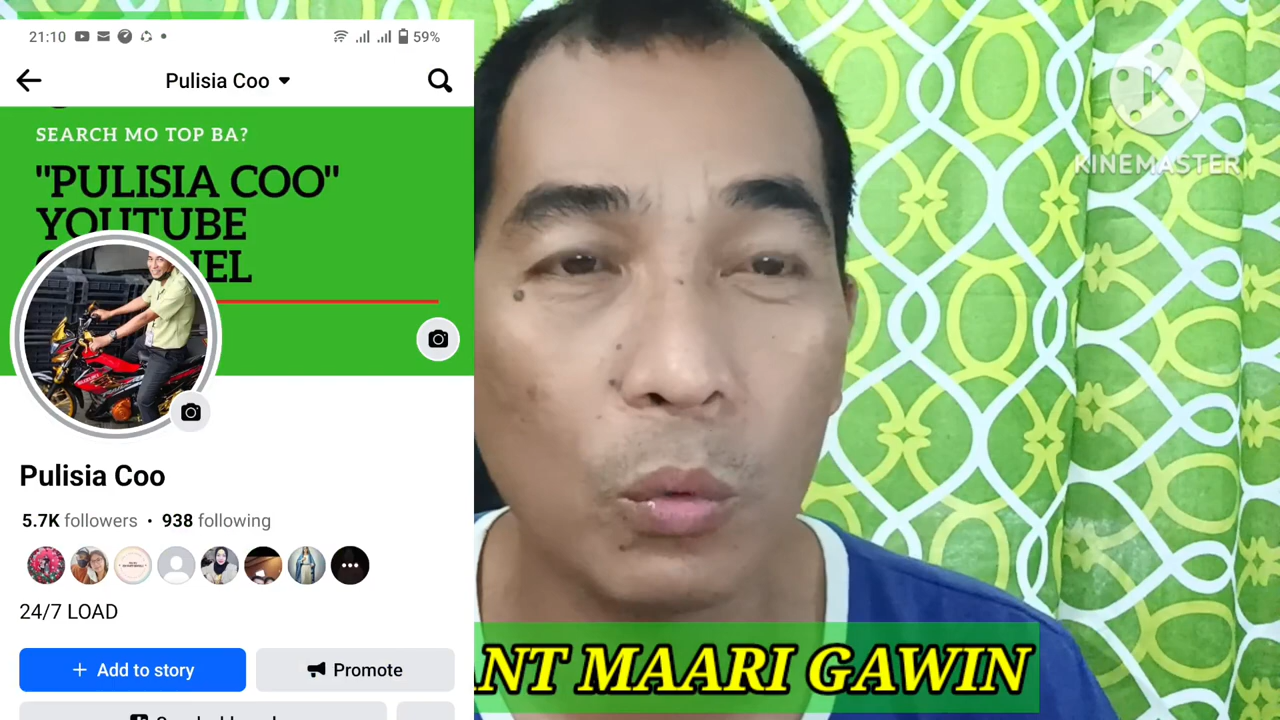 21:10
59%
Pulisia Coo
SEARCH MO TOP BA?
"PULISIA COO"
YOUTUBE
Pulisia Coo
5.7K followers • 938 following
24/7 LOAD
+ Add to story
Promote
KINEMASTER
MAARI GAWIN